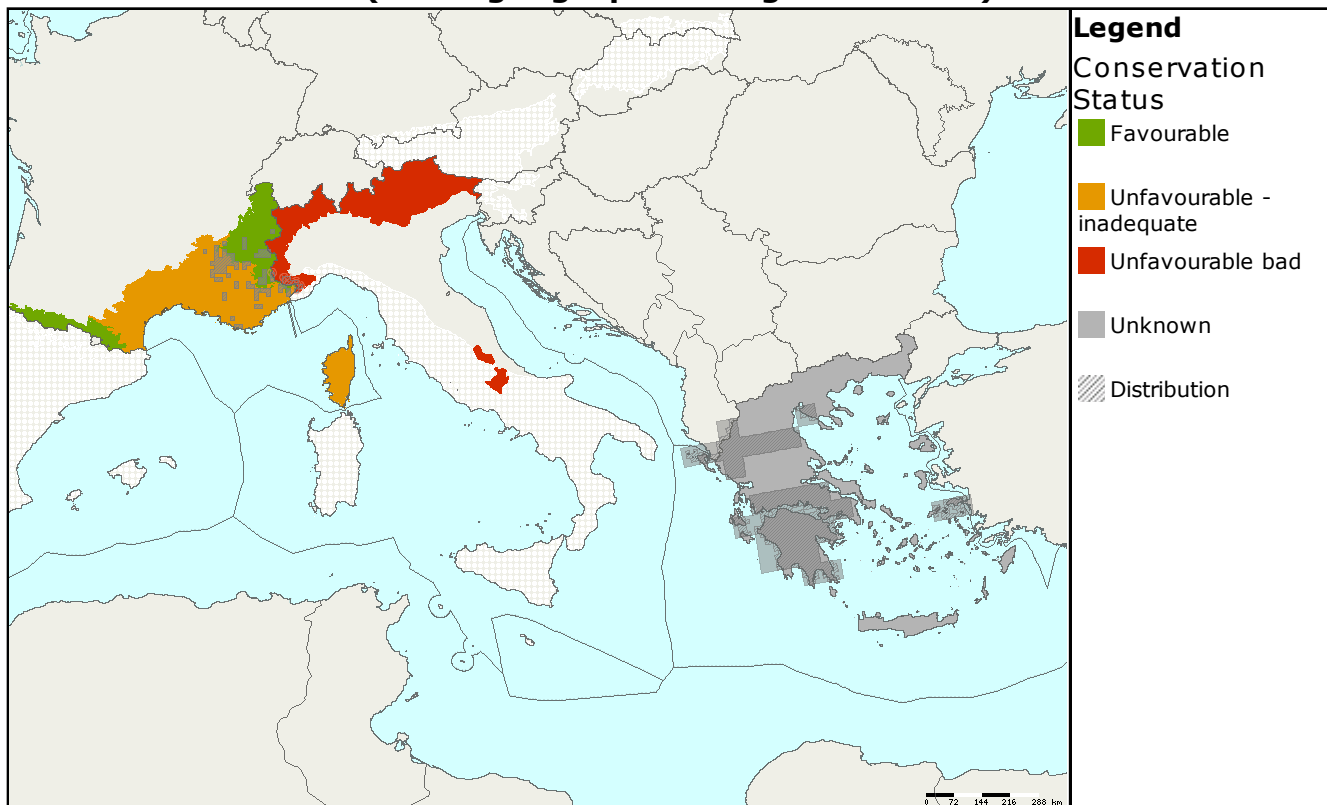 Legend
Conservation
Status
Favourable
Unfavourable -
inadequate
Unfavourable bad
Unknown
Distribution
0 72 144 216 288 km